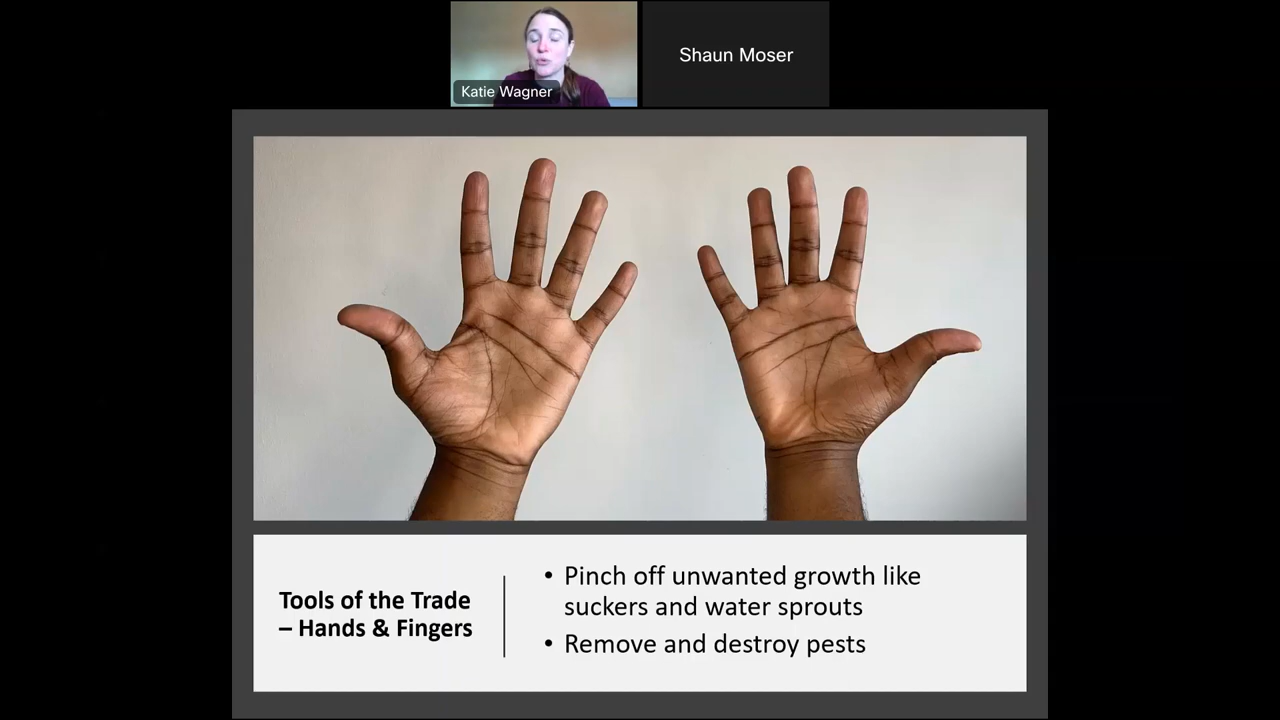 Katie Wagner
Shaun Moser
Tools of the Trade
– Hands & Fingers
• Pinch off unwanted growth like
suckers and water sprouts
• Remove and destroy pests